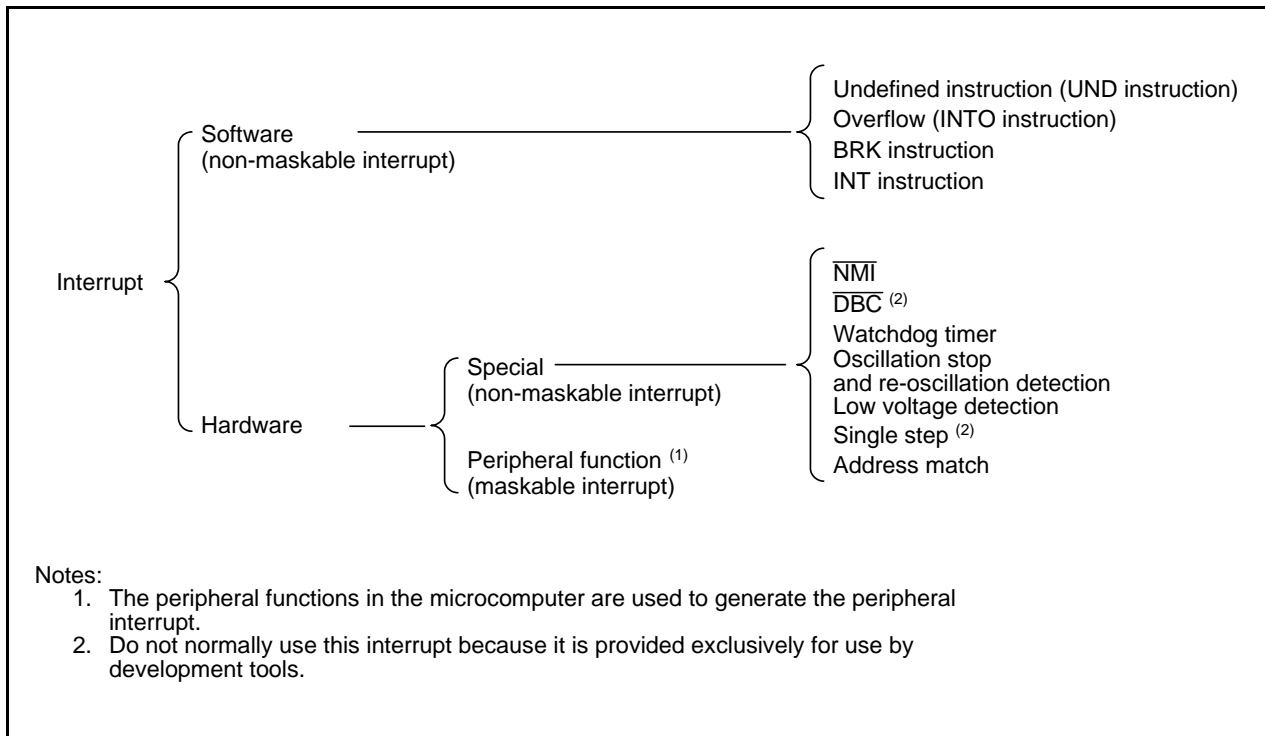 Interrupt
Software
(non-maskable interrupt)
Undefined instruction (UND instruction)
Overflow (INTO instruction)
BRK instruction
INT instruction
Hardware
Special
(non-maskable interrupt)
N̅M̅I̅
D̅B̅C̅ (2)
Watchdog timer
Oscillation stop
and re-oscillation detection
Low voltage detection
Single step (2)
Address match
Peripheral function (1)
(maskable interrupt)
Notes:
1. The peripheral functions in the microcomputer are used to generate the peripheral
interrupt.
2. Do not normally use this interrupt because it is provided exclusively for use by
development tools.